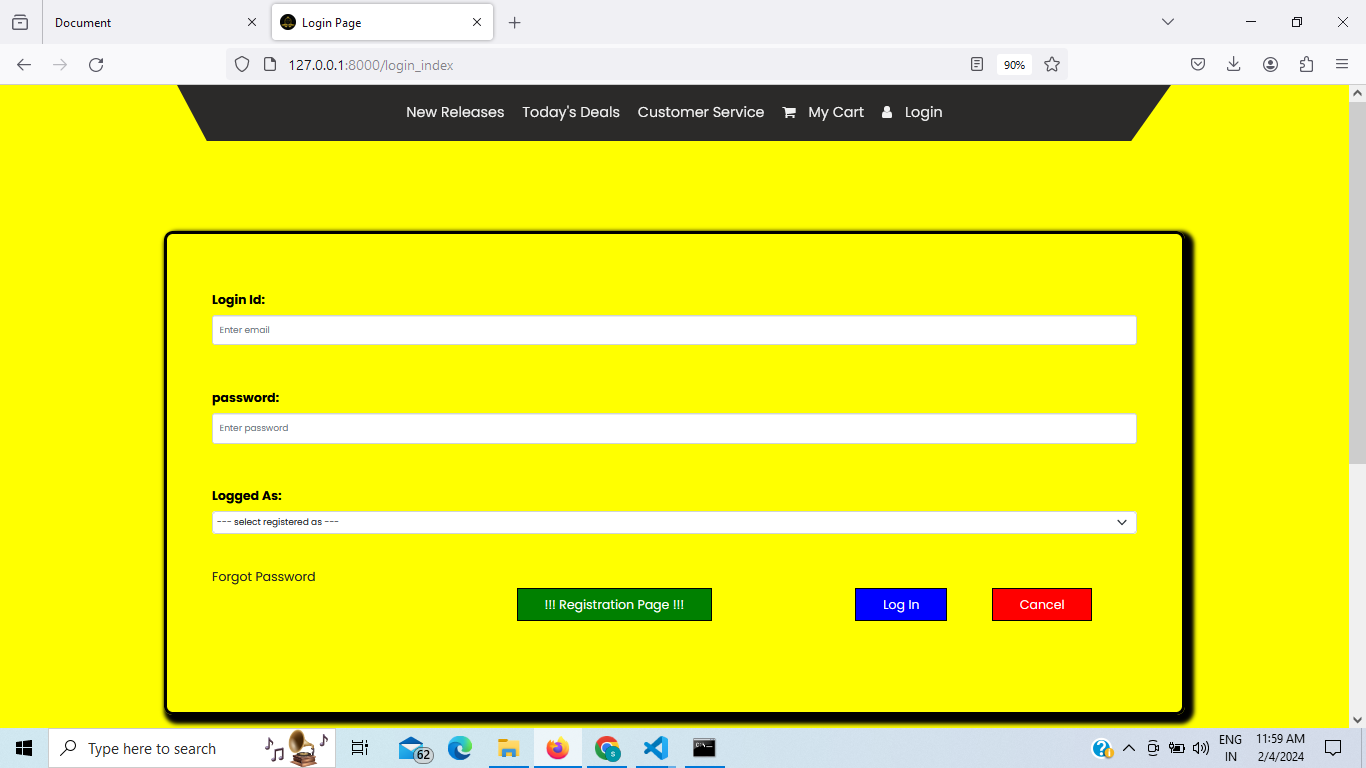 Document
Login Page
127.0.0.1:8000/login_index
90%
New Releases Today's Deals Customer Service My Cart Login
Login Id:
Enter email
password:
Enter password
Logged As:
--- select registered as ---
Forgot Password
!!! Registration Page !!! Log In Cancel
Type here to search
62
ENG
IN
11:59 AM
2/4/2024